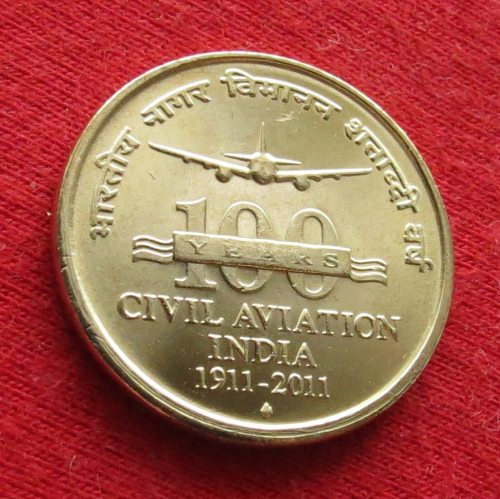 भारतीय नागर विमानन शताब्दी वर्ष
100
YEARS
CIVIL AVIATION
INDIA
1911-2011